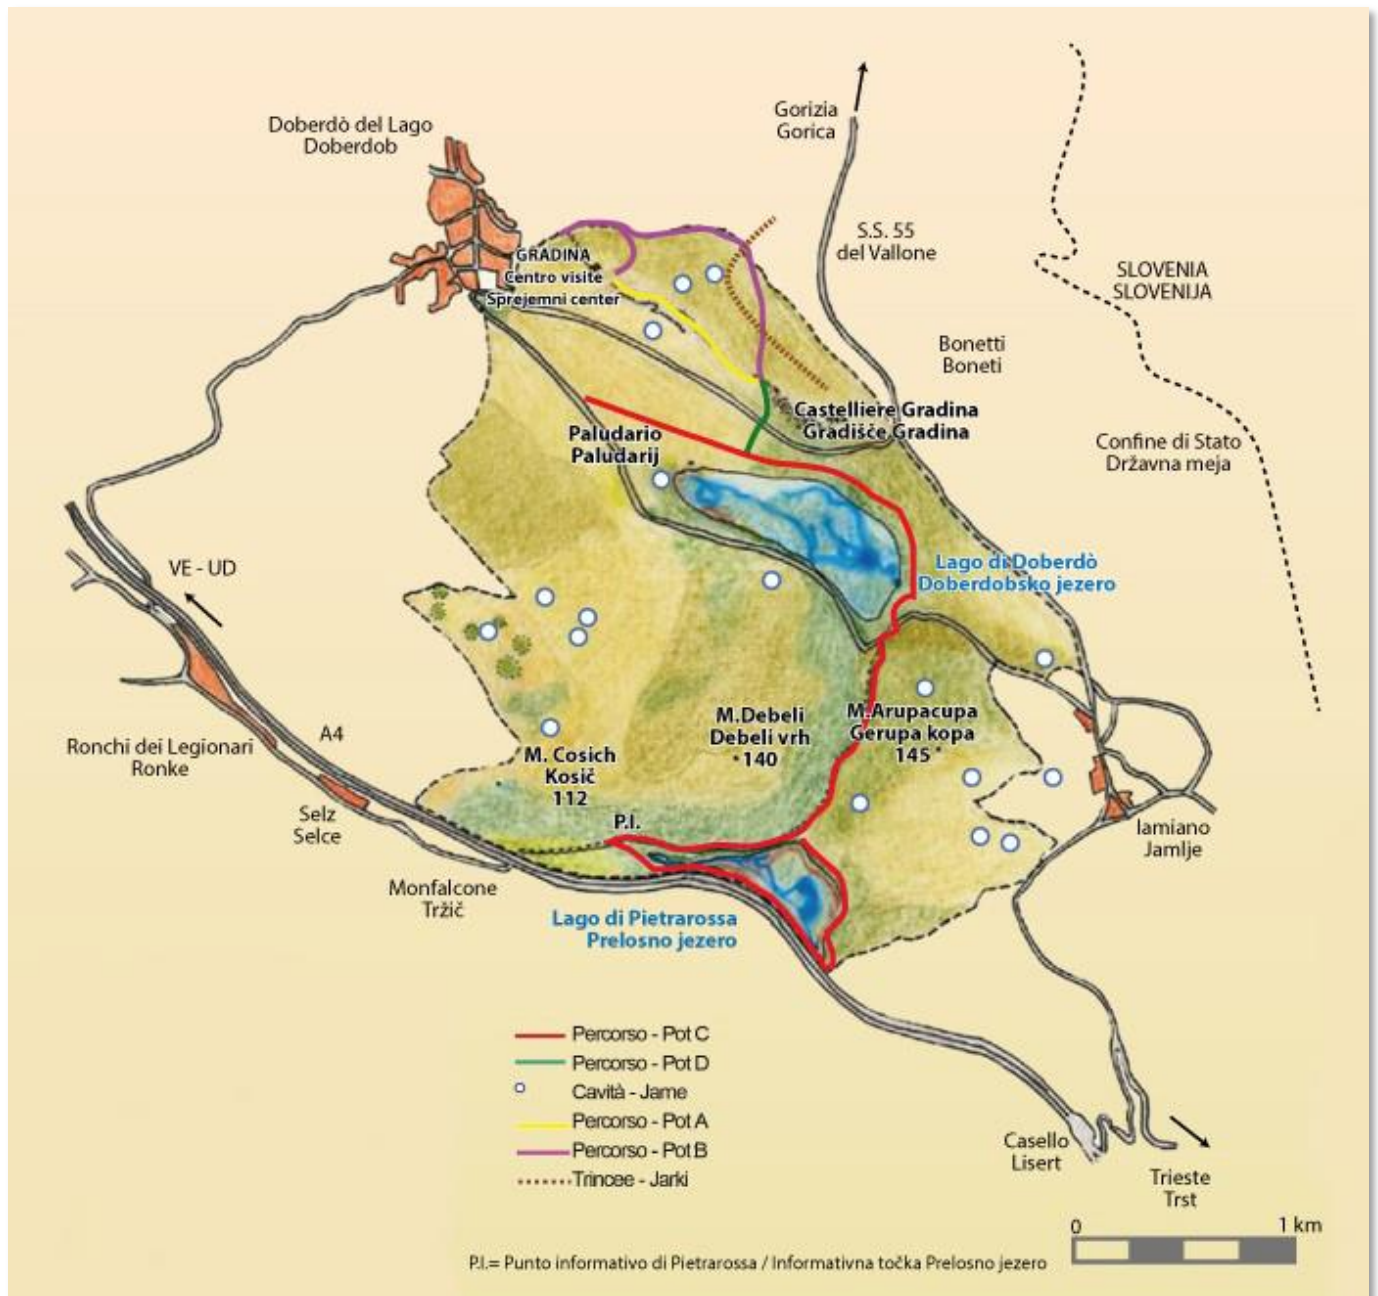 Doberdò del Lago
Doberdob
Gorizia
Gorica
S.S. 55
del Vallone
SLOVENIA
SLOVENIJA
GRADINA
Centro visite
Sprejemni center
Bonetti
Boneti
Castelliere Gradina
Gradišče Gradina
Paludario
Paludarij
Confine di Stato
Državna meja
VE - UD
Lago di Doberdò
Doberdobsko jezero
A4
Ronchi dei Legionari
Ronke
M.Debeli
Debeli vrh
140
M.Arupacupa
Gerupa kopa
145
M. Cosich
Kosič
112
Selz
Selce
P.I.
Iamiano
Jamlje
Monfalcone
Tržič
Lago di Pietrarossa
Prelosno jezero
Percorso - Pot C
Percorso - Pot D
Cavità - Jame
Percorso - Pot A
Percorso - Pot B
Trincee - Jarki
Casello
Lisert
Trieste
Trst
0 1 km
P.I.= Punto informativo di Pietrarossa / Informativna točka Prelosno jezero